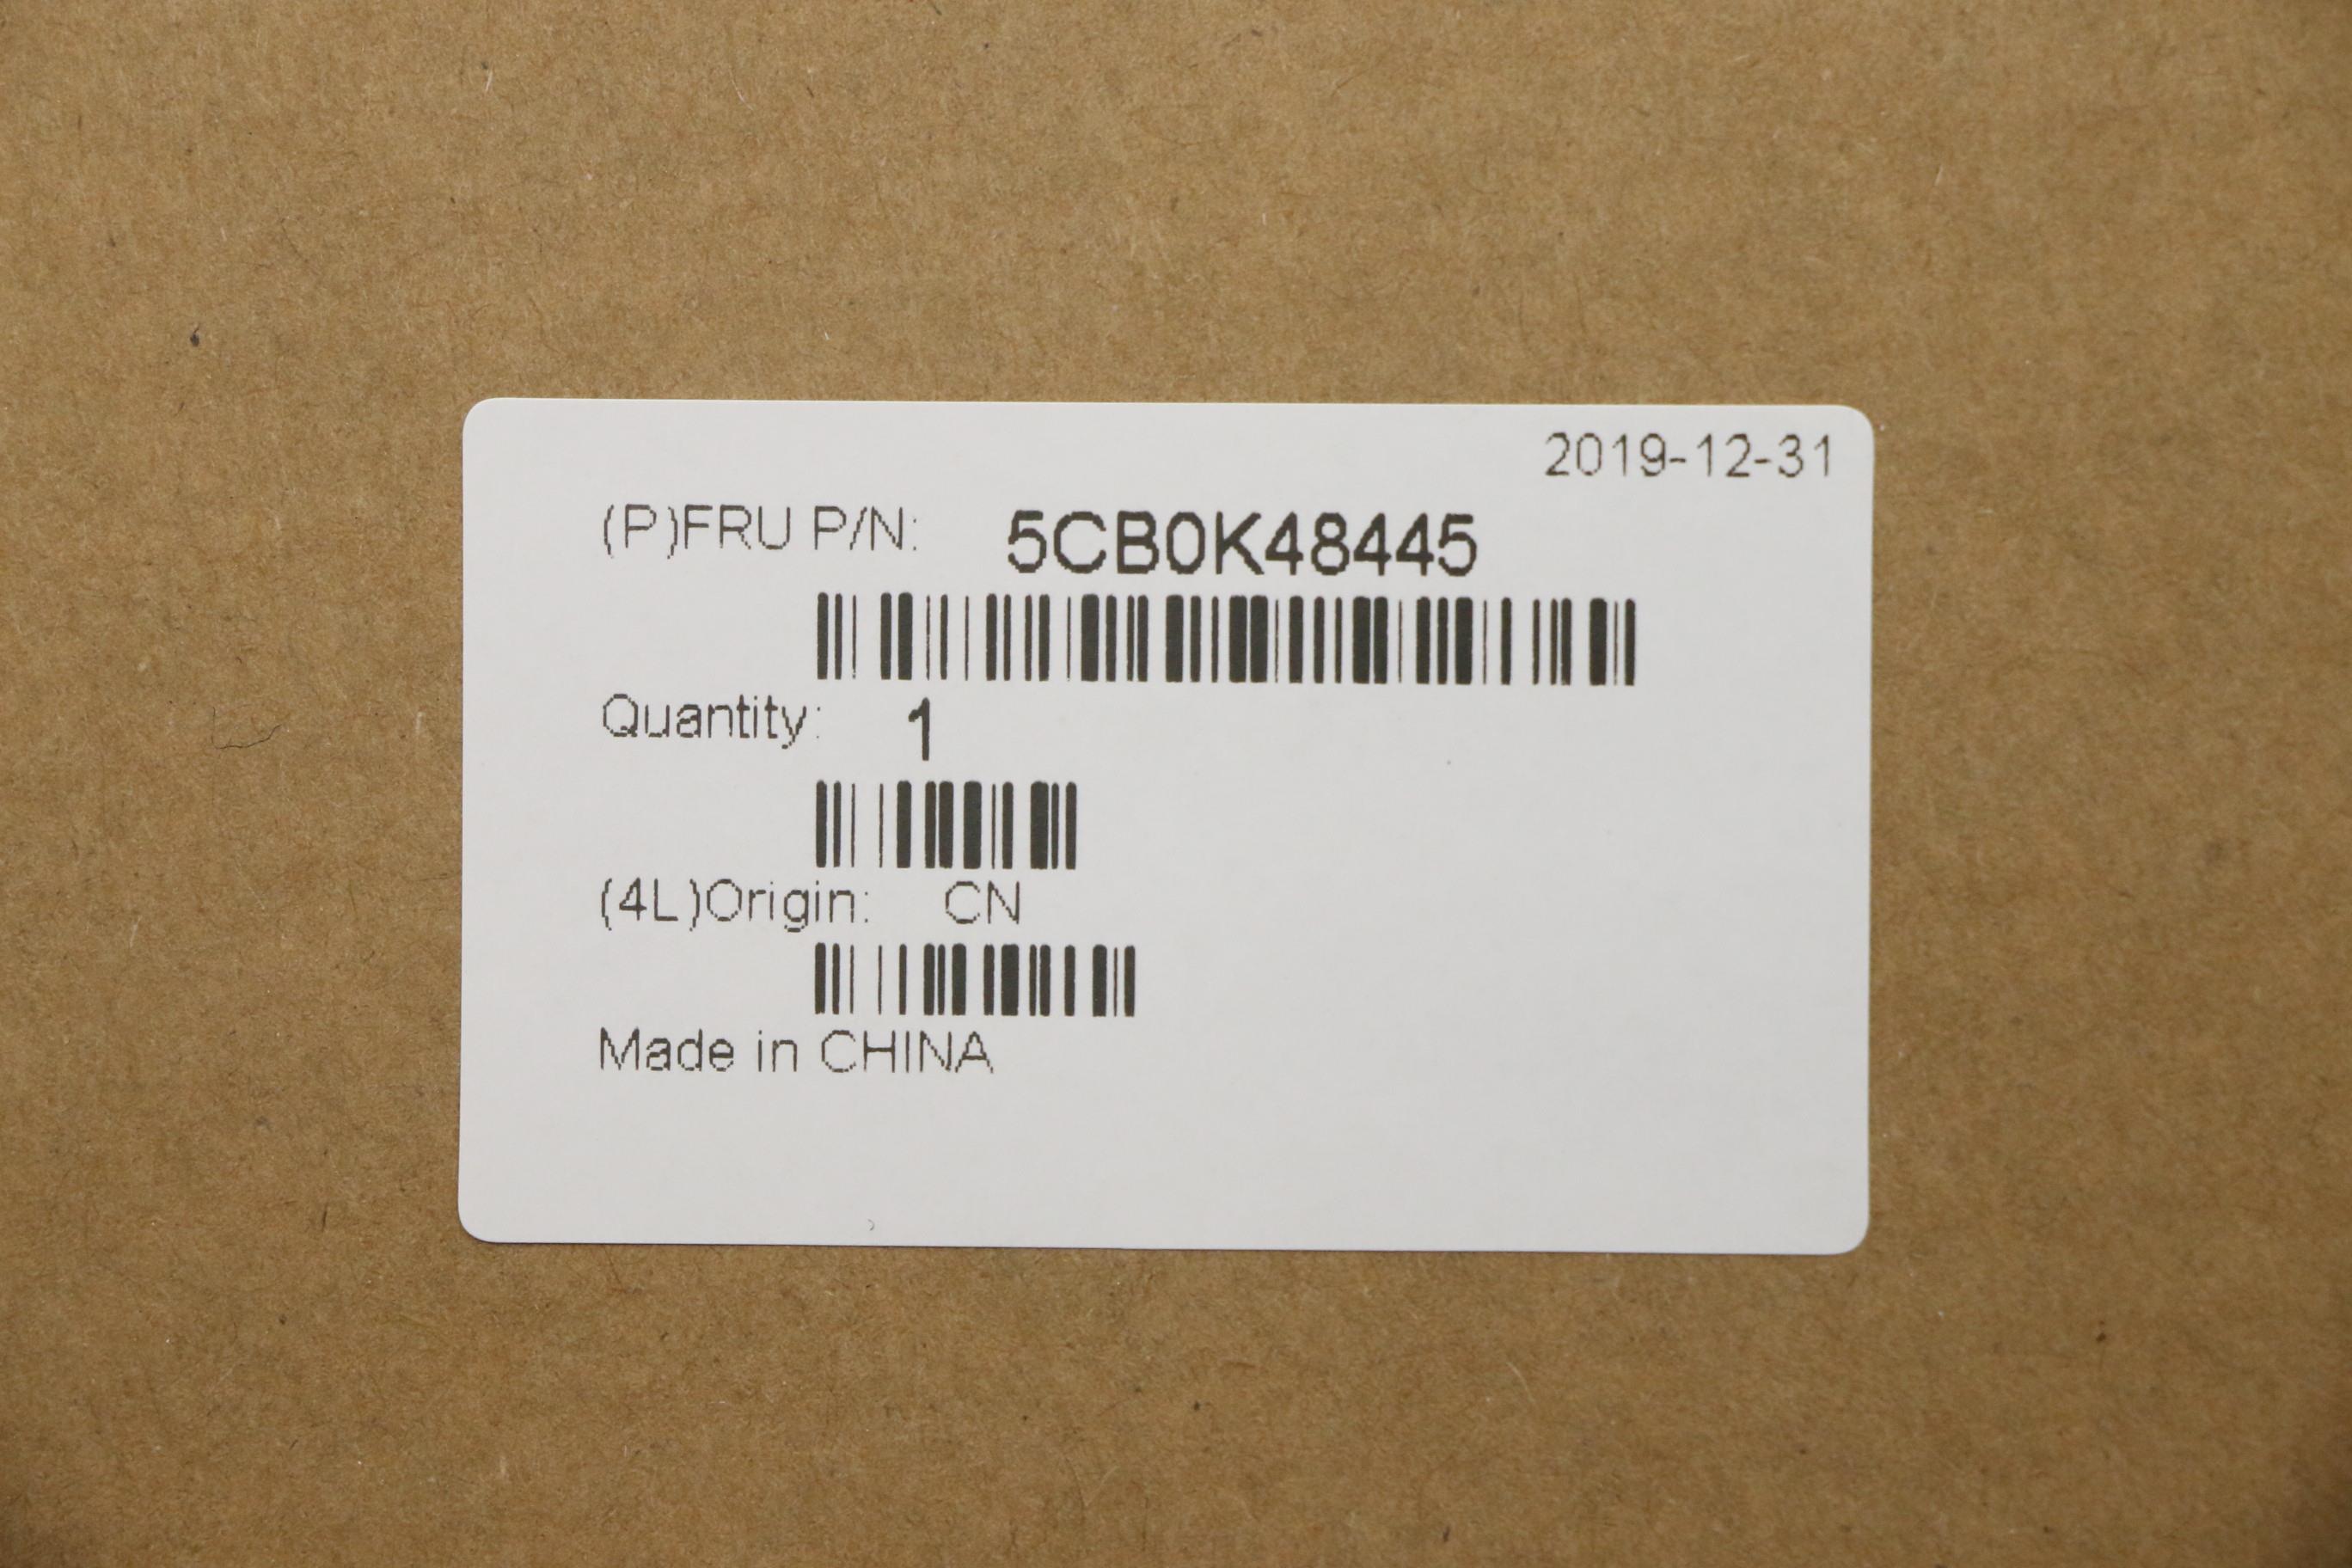 2019-12-31
(P)FRU P/N: 5CB0K48445
Quantity: 1
(4L)Origin: CN
Made in CHINA